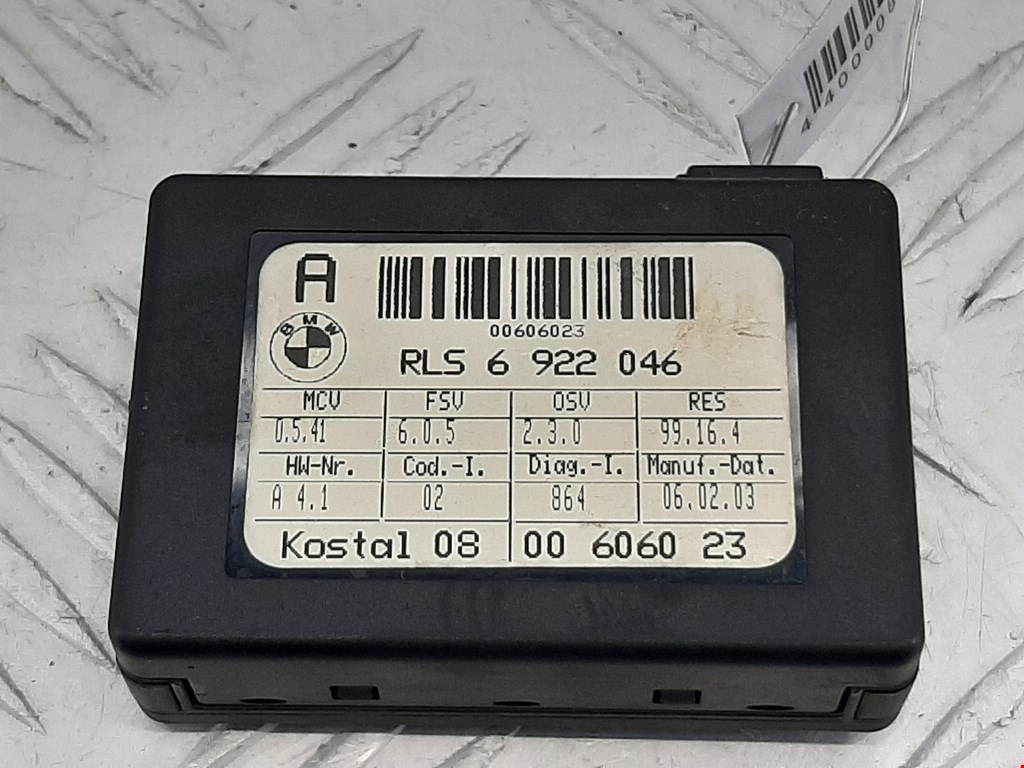 A
00606023
BMW
RLS 6 922 046
MCV FSV OSV RES
0.5.41 6.0.5 2.3.0 99.16.4
HW-Nr. Cod.-I. Diag.-I. Manuf.-Dat.
A 4.1 02 864 06.02.03
Kostal 08 00 6060 23